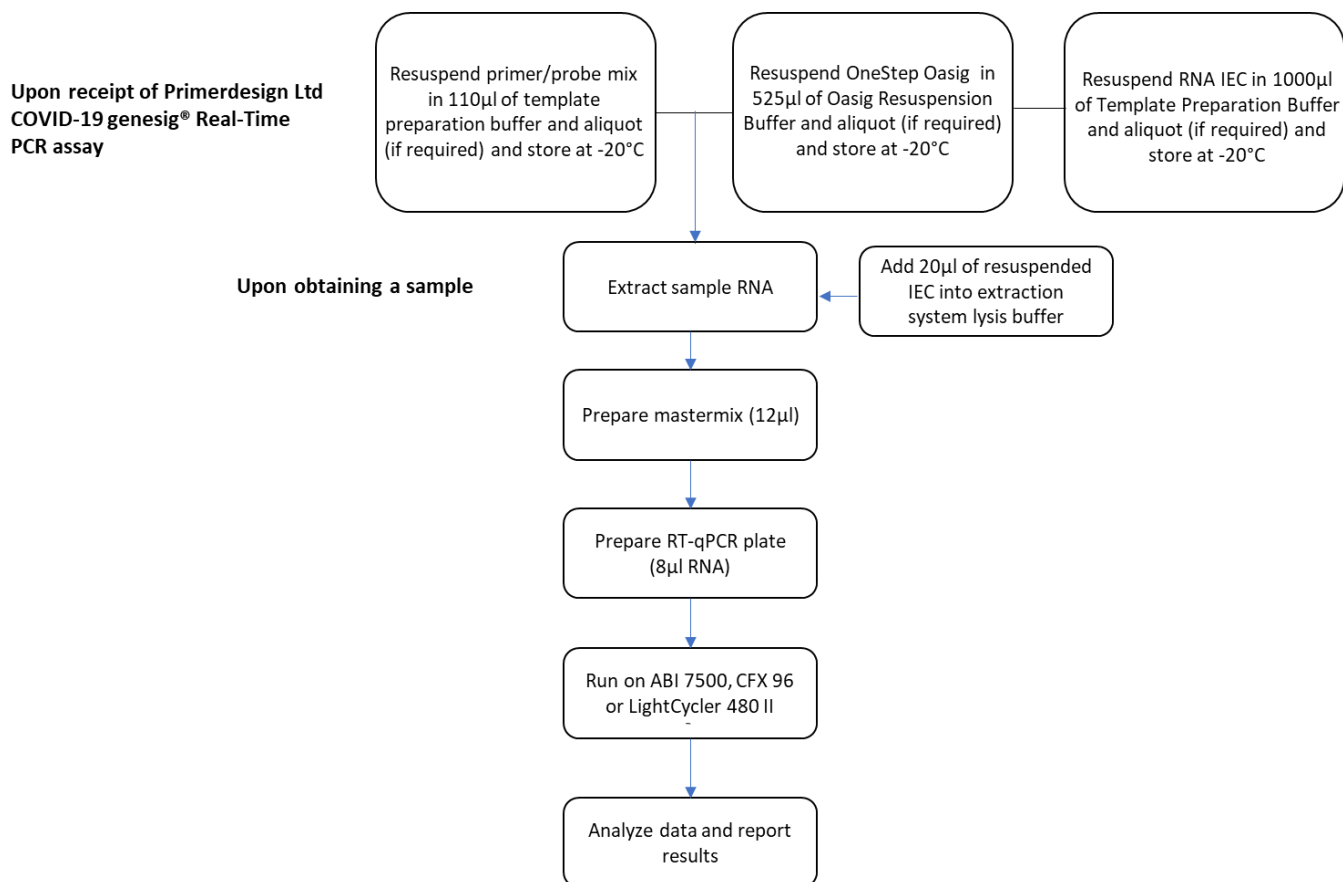 Upon receipt of Primerdesign Ltd
COVID-19 genesig® Real-Time
PCR assay
Resuspend primer/probe mix
in 110µl of template
preparation buffer and aliquot
(if required) and store at -20°C
Resuspend OneStep Oasig in
525µl of Oasig Resuspension
Buffer and aliquot (if required)
and store at -20°C
Resuspend RNA IEC in 1000µl
of Template Preparation Buffer
and aliquot (if required) and
store at -20°C
Upon obtaining a sample
Extract sample RNA
Add 20µl of resuspended
IEC into extraction
system lysis buffer
Prepare mastermix (12µl)
Prepare RT-qPCR plate
(8µl RNA)
Run on ABI 7500, CFX 96
or LightCycler 480 II
-
Analyze data and report
results